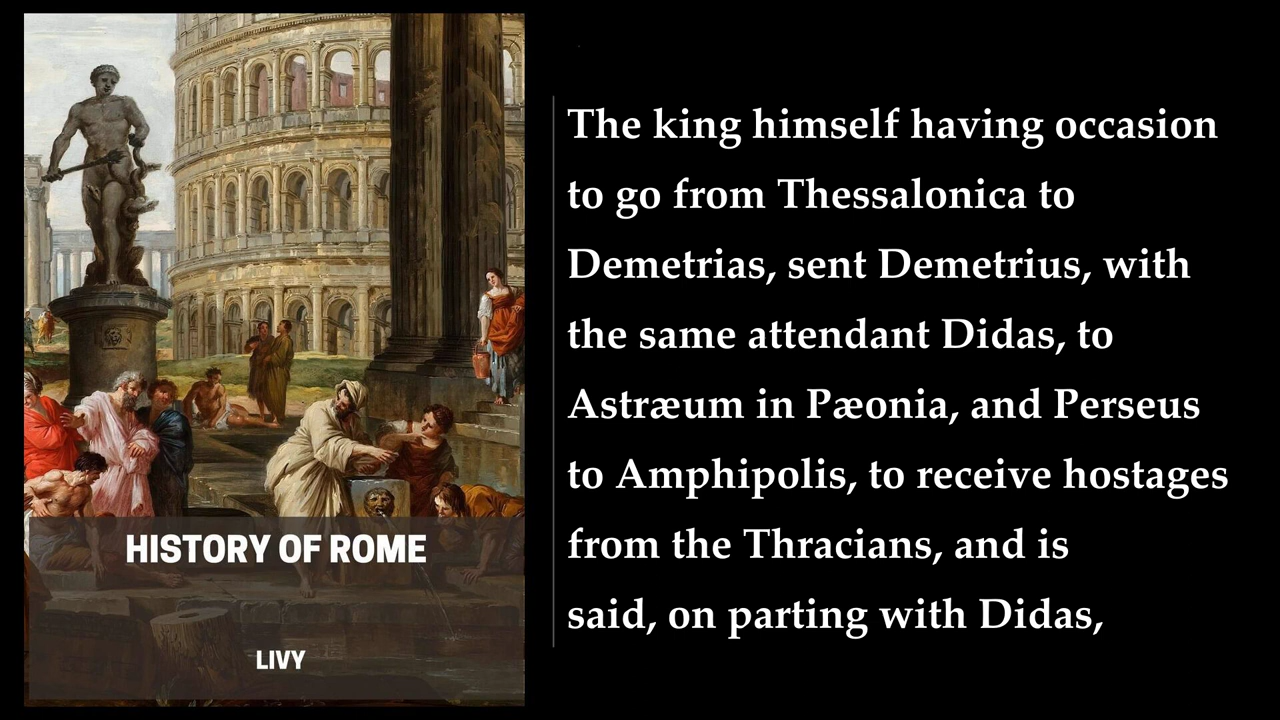 HISTORY OF ROME
LIVY
The king himself having occasion
to go from Thessalonica to
Demetrias, sent Demetrius, with
the same attendant Didas, to
Astræum in Pæonia, and Perseus
to Amphipolis, to receive hostages
from the Thracians, and is
said, on parting with Didas,